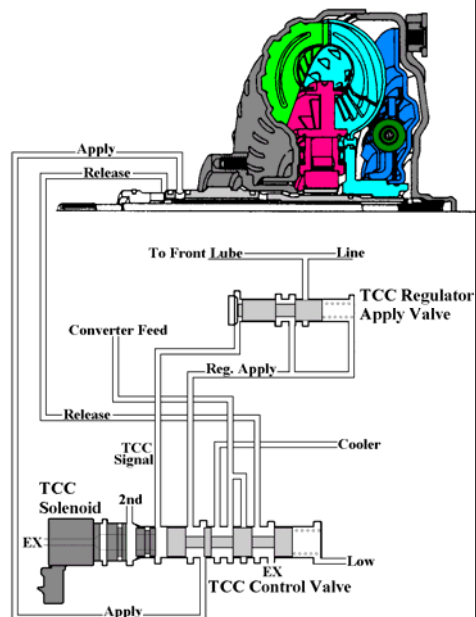 Apply
Release
To Front Lube
Line
TCC Regulator
Apply Valve
Converter Feed
Reg. Apply
Release
TCC
Signal
Cooler
TCC
Solenoid
2nd
EX
EX
Low
TCC Control Valve
Apply